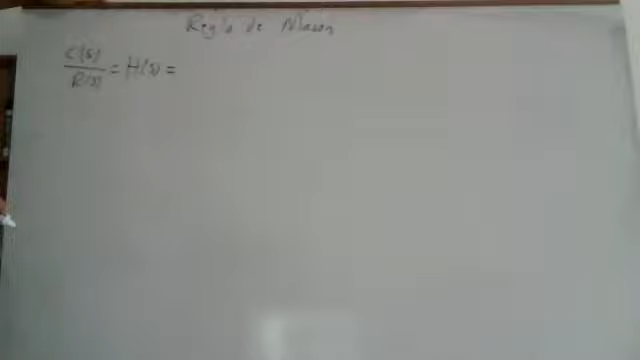 Regla de Mason
C(s)/R(s) = H(s) =